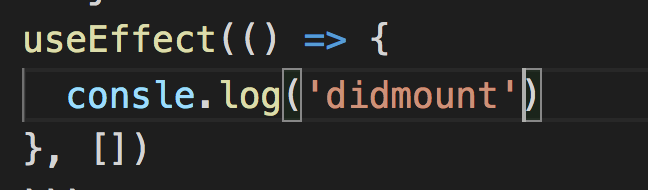 useEffect(() => {
consle.log('didmount')
}, [])